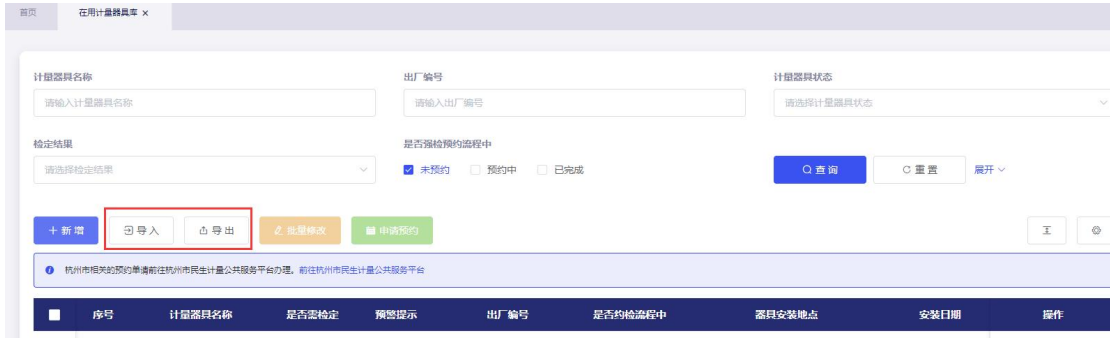 首页 在用计量器具库 ×
计量器具名称 出厂编号 计量器具状态
请输入计量器具名称 请输入出厂编号 请选择计量器具状态
检定结果 是否强检预约流程中
请选择检定结果 未预约 预约中 已完成 查询 重置 展开
+ 新增 导入 导出 批量修改 申请预约
杭州市相关的预约单请前往杭州市民生计量公共服务平台办理。前往杭州市民生计量公共服务平台
序号 计量器具名称 是否需检定 预警提示 出厂编号 是否约检流程中 器具安装地点 安装日期 操作